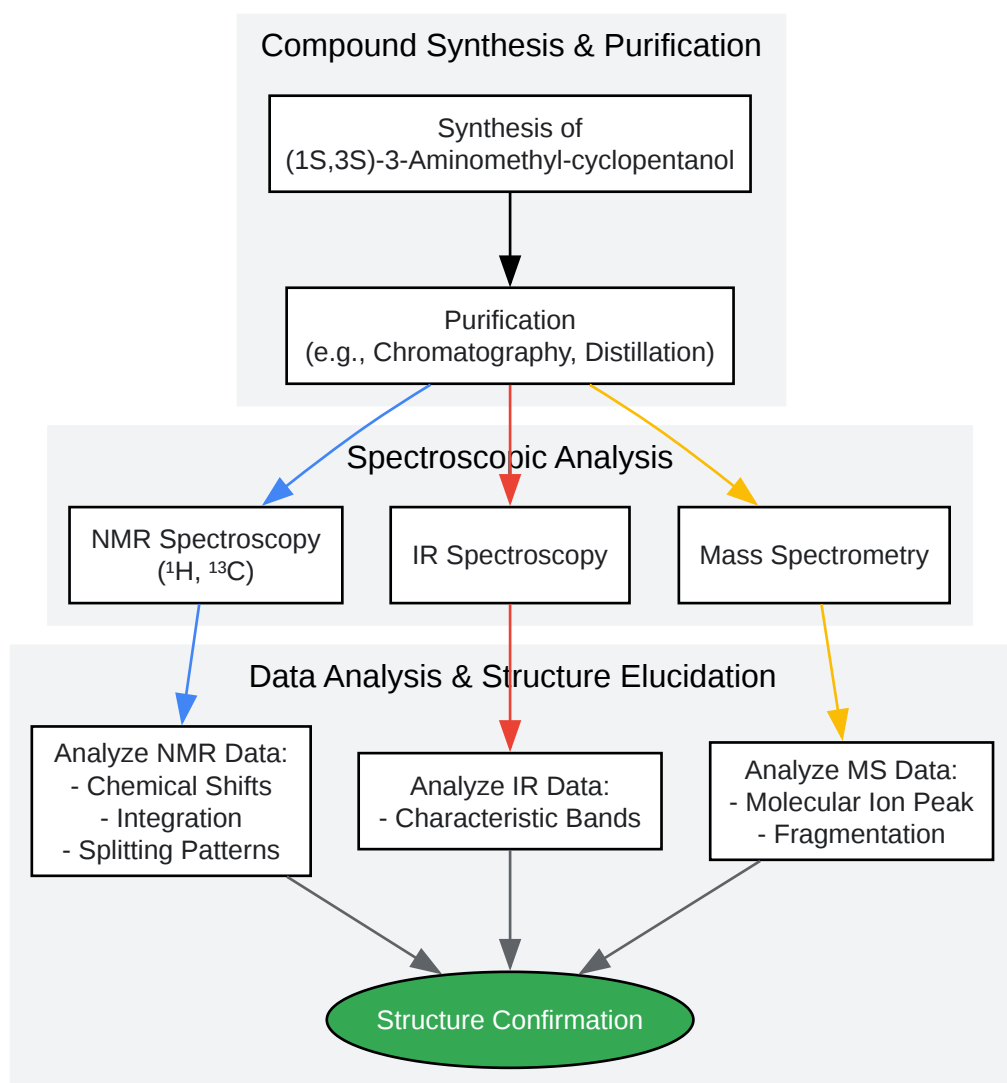 Compound Synthesis & Purification
Synthesis of
(1S,3S)-3-Aminomethyl-cyclopentanol
Purification
(e.g., Chromatography, Distillation)
Spectroscopic Analysis
NMR Spectroscopy
(¹H, ¹³C)
IR Spectroscopy
Mass Spectrometry
Data Analysis & Structure Elucidation
Analyze NMR Data:
- Chemical Shifts
- Integration
- Splitting Patterns
Analyze IR Data:
- Characteristic Bands
Analyze MS Data:
- Molecular Ion Peak
- Fragmentation
Structure Confirmation